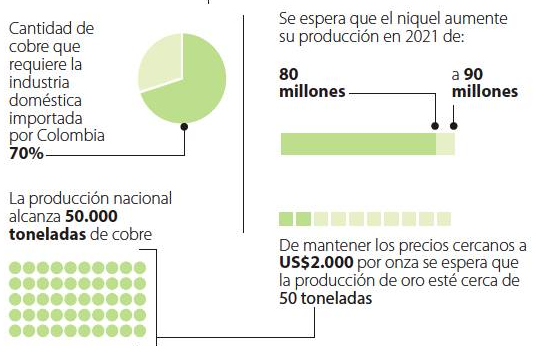 Cantidad de
cobre que
requiere la
industria
doméstica
importada
por Colombia
70%
Se espera que el niquel aumente
su producción en 2021 de:
80
millones
a 90
millones
La producción nacional
alcanza 50.000
toneladas de cobre
De mantener los precios cercanos a
US$2.000 por onza se espera que
la producción de oro esté cerca de
50 toneladas